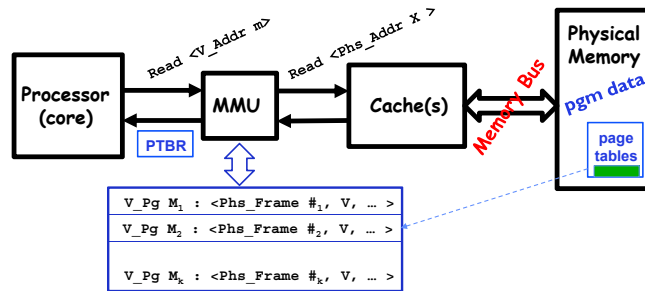 Read <V_Addr m>
Read <Phs_Addr X >
Processor
(core)
MMU
Cache(s)
Memory Bus
Physical
Memory
pgm data
page
tables
PTBR
V_Pg M₁ : <Phs_Frame #₁, V, … >
V_Pg M₂ : <Phs_Frame #₂, V, … >
V_Pg Mₖ : <Phs_Frame #ₖ, V, … >